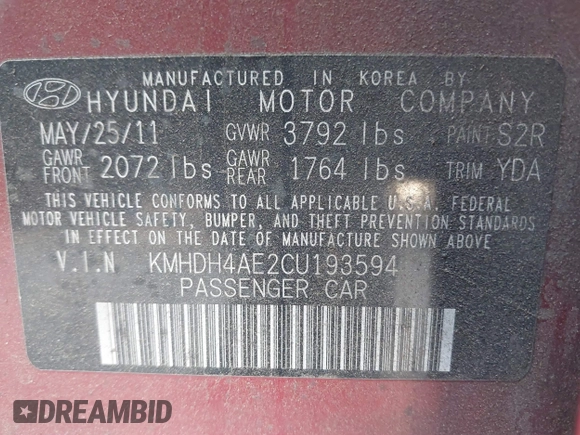 MANUFACTURED IN KOREA BY
HYUNDAI MOTOR COMPANY
MAY/25/11 GVWR 3792 lbs PAINT S2R
GAWR FRONT 2072 lbs GAWR REAR 1764 lbs TRIM YDA
THIS VEHICLE CONFORMS TO ALL APPLICABLE U.S.A. FEDERAL
MOTOR VEHICLE SAFETY, BUMPER, AND THEFT PREVENTION STANDARDS
IN EFFECT ON THE DATE OF MANUFACTURE SHOWN ABOVE
V.I.N KMHDH4AE2CU193594
PASSENGER CAR
DREAMBID